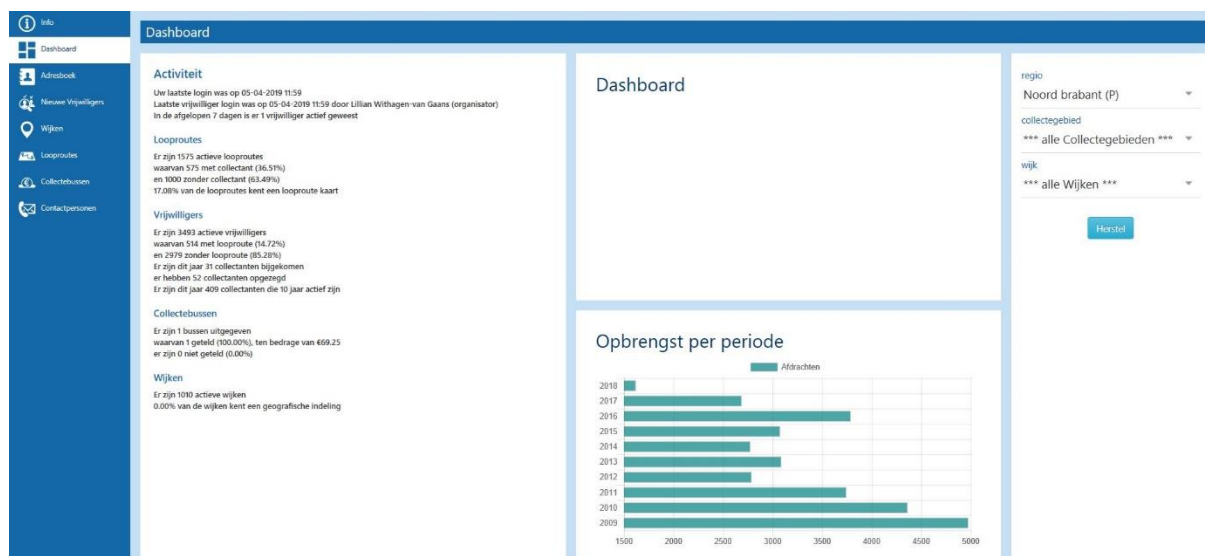 Info
Dashboard
Adresboek
Nieuwe Vrijwilligers
Wijken
Looproutes
Collectebussen
Contactpersonen
Dashboard
Activiteit
Uw laatste login was op 05-04-2019 11:59
Laatste vrijwilliger login was op 05-04-2019 11:59 door Lillian Withagen-van Gaans (organisator)
In de afgelopen 7 dagen is er 1 vrijwilliger actief geweest
Looproutes
Er zijn 1575 actieve looproutes
waarvan 575 met collectant (36.51%)
en 1000 zonder collectant (63.49%)
17.08% van de looproutes kent een looproute kaart
Vrijwilligers
Er zijn 3493 actieve vrijwilligers
waarvan 514 met looproute (14.72%)
en 2979 zonder looproute (85.28%)
Er zijn dit jaar 31 collectanten bijgekomen
er hebben 52 collectanten opgezegd
Er zijn dit jaar 409 collectanten die 10 jaar actief zijn
Collectebussen
Er zijn 1 bussen uitgegeven
waarvan 1 geteld (100.00%), ten bedrage van €69.25
er zijn 0 niet geteld (0.00%)
Wijken
Er zijn 1010 actieve wijken
0.00% van de wijken kent een geografische indeling
Dashboard
Opbrengst per periode
Afdrachten
2018
2017
2016
2015
2014
2013
2012
2011
2010
2009
1500 2000 2500 3000 3500 4000 4500 5000
regio
Noord brabant (P)
collectegebied
*** alle Collectegebieden ***
wijk
*** alle Wijken ***
Herstel